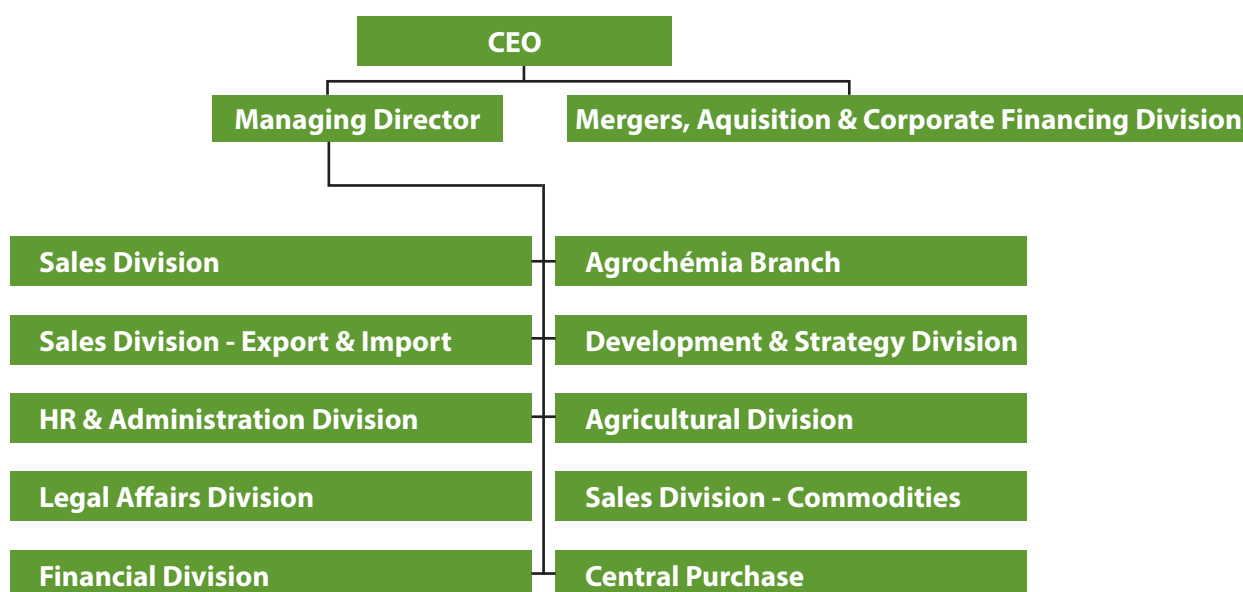 CEO
Managing Director
Mergers, Aquisition & Corporate Financing Division
Sales Division
Agrochémia Branch
Sales Division - Export & Import
Development & Strategy Division
HR & Administration Division
Agricultural Division
Legal Affairs Division
Sales Division - Commodities
Financial Division
Central Purchase